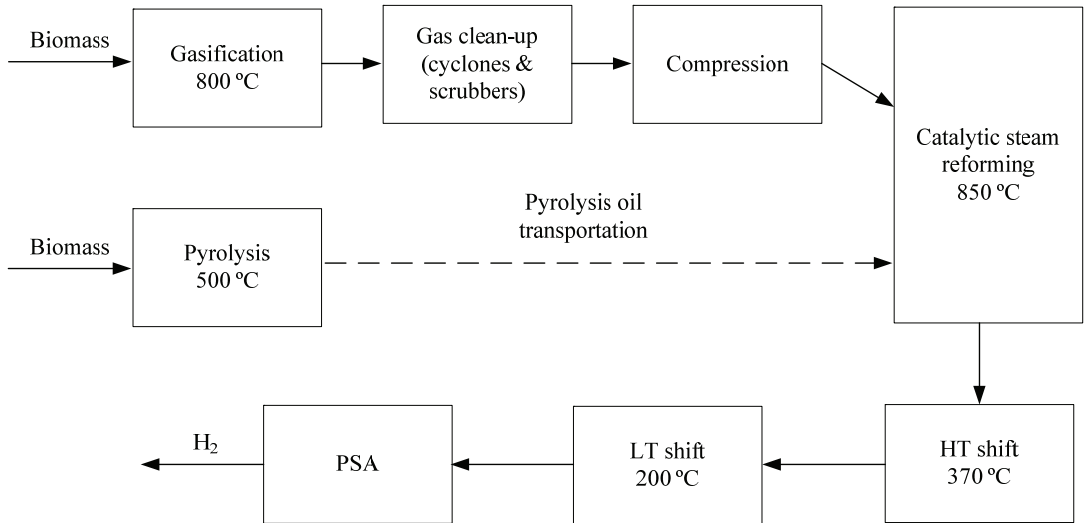 Biomass
Gasification
800 ºC
Gas clean-up
(cyclones &
scrubbers)
Compression
Catalytic steam
reforming
850 ºC
Biomass
Pyrolysis
500 ºC
Pyrolysis oil
transportation
H₂
PSA
LT shift
200 ºC
HT shift
370 ºC